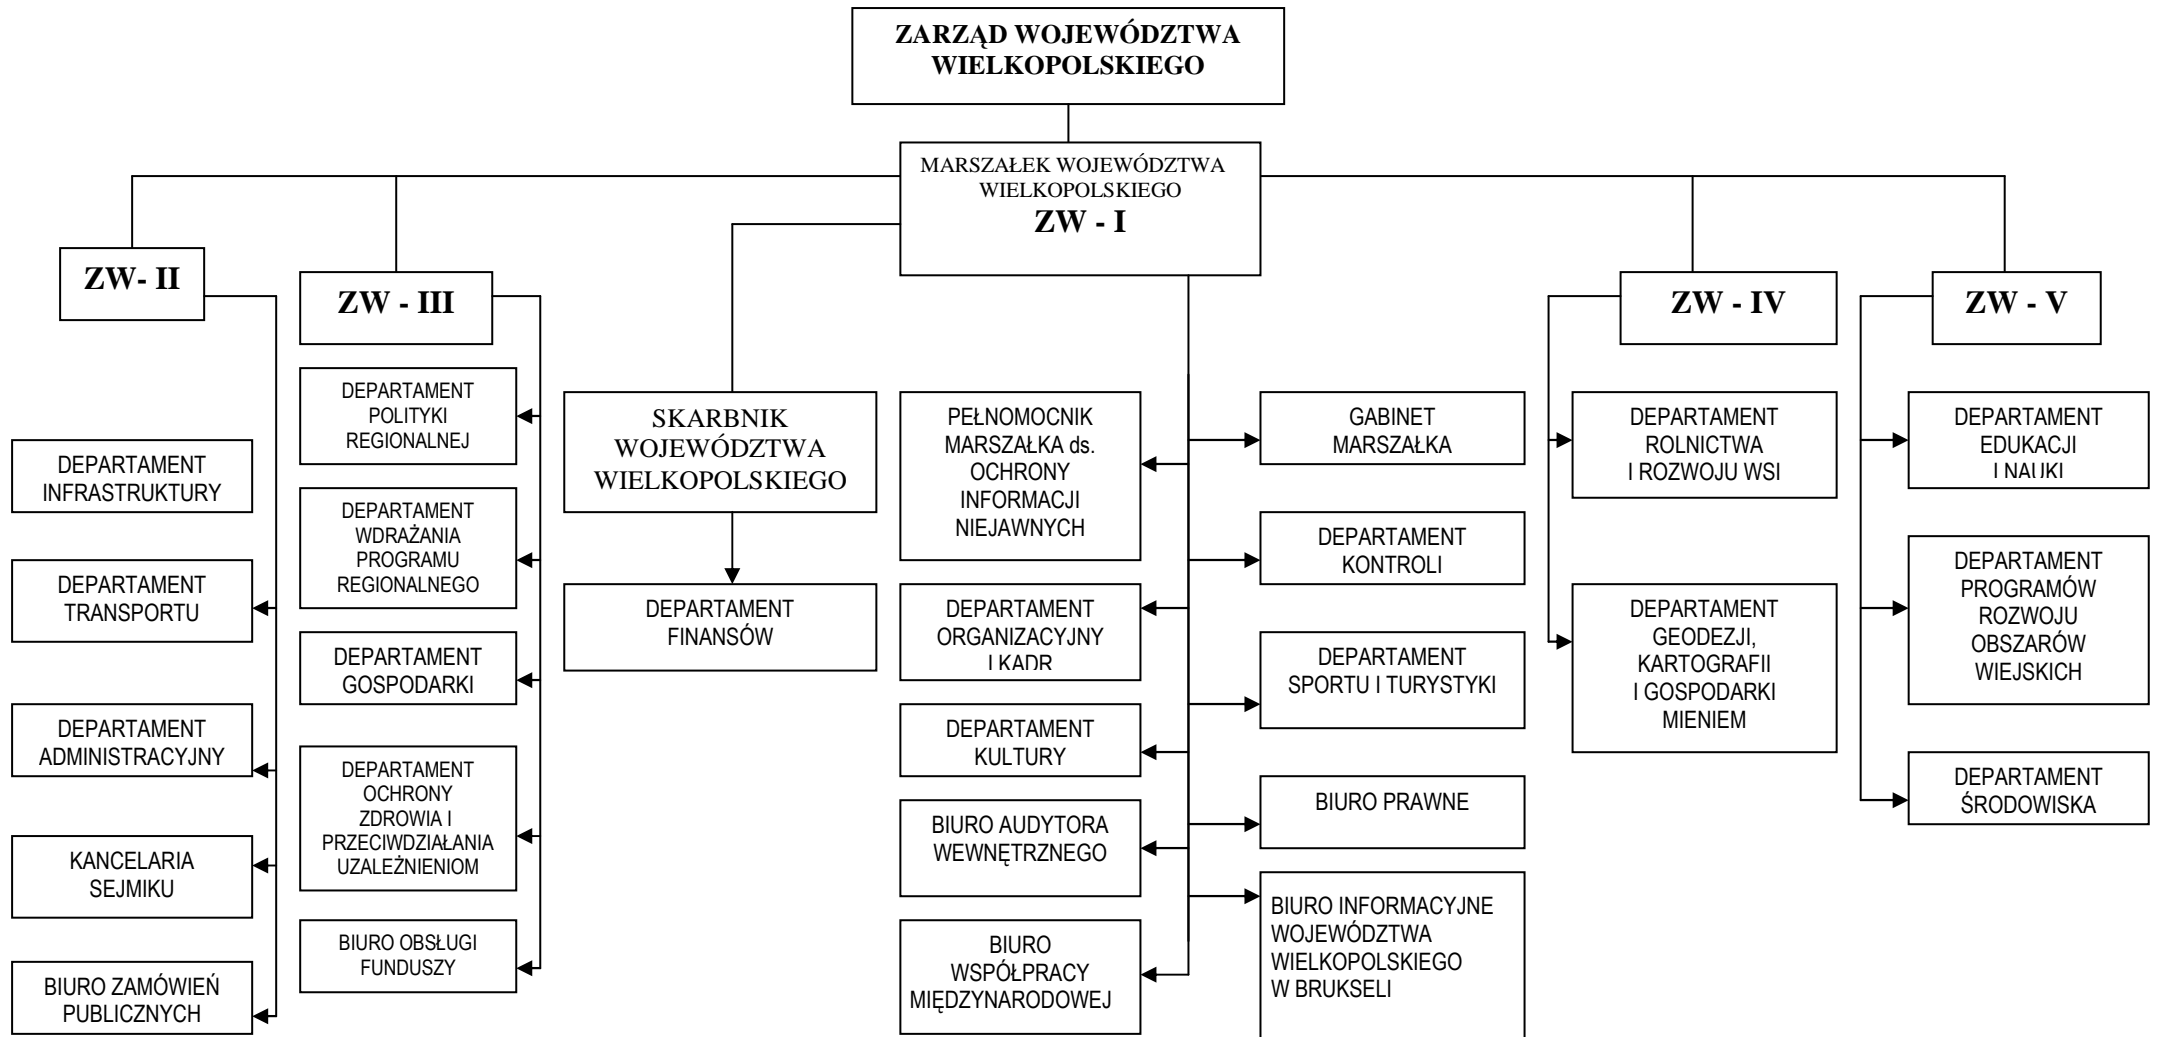 ZARZĄD WOJEWÓDZTWA
WIELKOPOLSKIEGO
MARSZAŁEK WOJEWÓDZTWA
WIELKOPOLSKIEGO
ZW - I
ZW- II
ZW - III
ZW - IV
ZW - V
DEPARTAMENT
INFRASTRUKTURY
DEPARTAMENT
TRANSPORTU
DEPARTAMENT
ADMINISTRACYJNY
KANCELARIA
SEJMIKU
BIURO ZAMÓWIEŃ
PUBLICZNYCH
DEPARTAMENT
POLITYKI
REGIONALNEJ
DEPARTAMENT
WDRAŻANIA
PROGRAMU
REGIONALNEGO
DEPARTAMENT
GOSPODARKI
DEPARTAMENT
OCHRONY
ZDROWIA I
PRZECIWDZIAŁANIA
UZALEŻNIENIOM
BIURO OBSŁUGI
FUNDUSZY
SKARBNIK
WOJEWÓDZTWA
WIELKOPOLSKIEGO
DEPARTAMENT
FINANSÓW
PEŁNOMOCNIK
MARSZAŁKA ds.
OCHRONY
INFORMACJI
NIEJAWNYCH
DEPARTAMENT
ORGANIZACYJNY
I KADR
DEPARTAMENT
KULTURY
BIURO AUDYTORA
WEWNĘTRZNEGO
BIURO
WSPÓŁPRACY
MIĘDZYNARODOWEJ
GABINET
MARSZAŁKA
DEPARTAMENT
KONTROLI
DEPARTAMENT
SPORTU I TURYSTYKI
BIURO PRAWNE
BIURO INFORMACYJNE
WOJEWÓDZTWA
WIELKOPOLSKIEGO
W BRUKSELI
DEPARTAMENT
ROLNICTWA
I ROZWOJU WSI
DEPARTAMENT
GEODEZJI,
KARTOGRAFII
I GOSPODARKI
MIENIEM
DEPARTAMENT
EDUKACJI
I NAUKI
DEPARTAMENT
PROGRAMÓW
ROZWOJU
OBSZARÓW
WIEJSKICH
DEPARTAMENT
ŚRODOWISKA